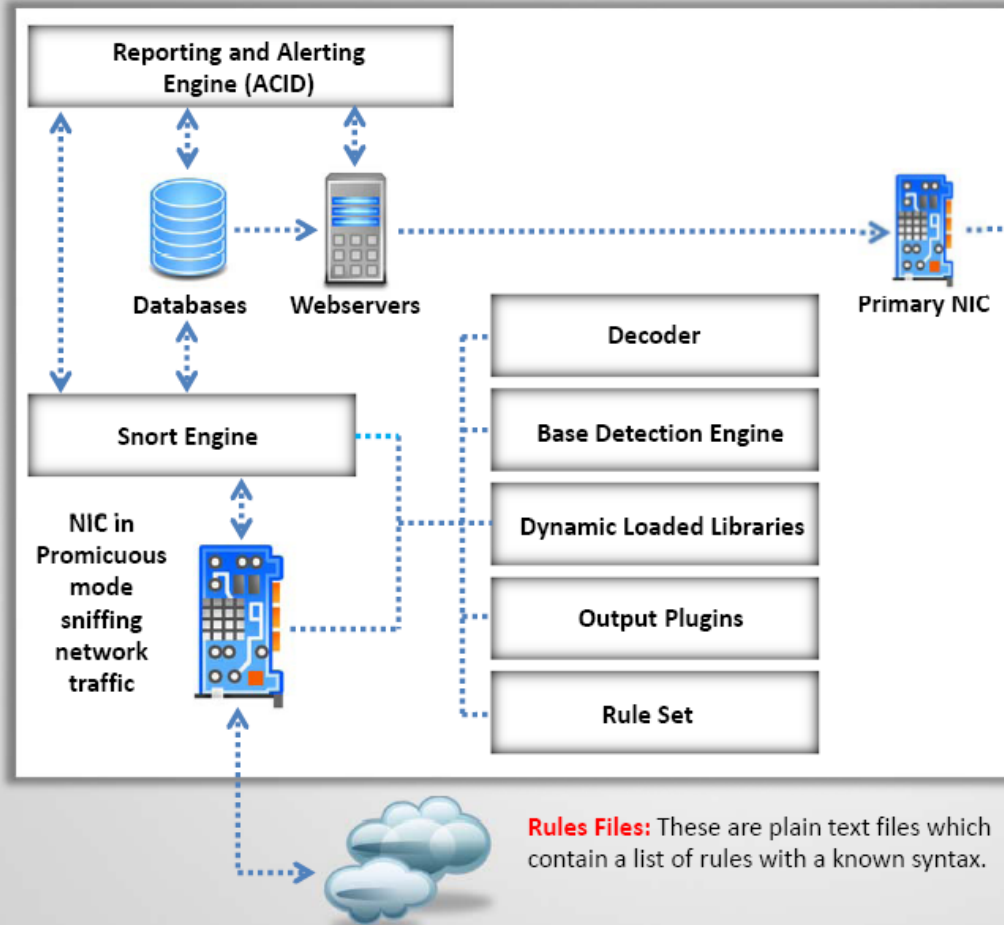 Reporting and Alerting
Engine (ACID)
Databases
Webservers
Primary NIC
Decoder
Snort Engine
Base Detection Engine
NIC in
Promicuous
mode
sniffing
network
traffic
Dynamic Loaded Libraries
Output Plugins
Rule Set
Rules Files: These are plain text files which
contain a list of rules with a known syntax.